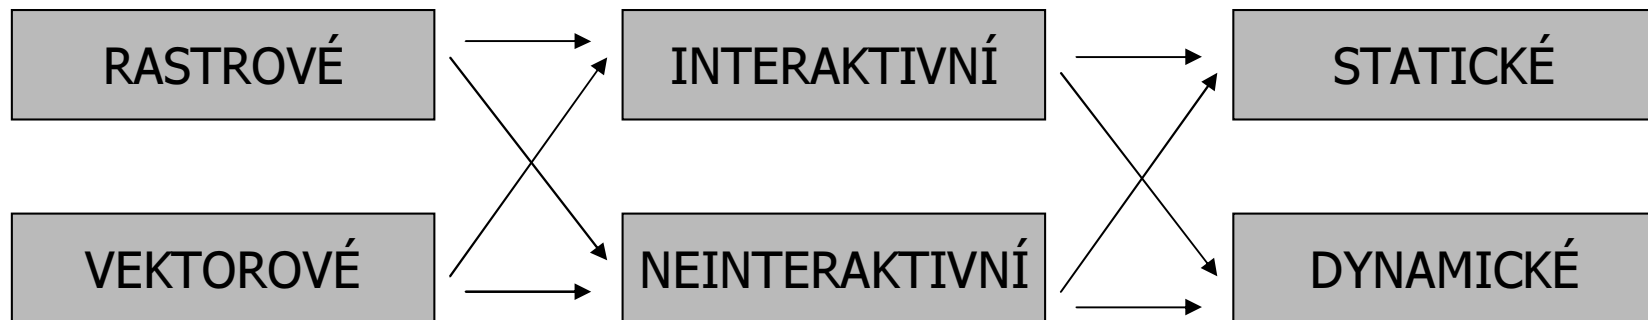 RASTROVÉ
INTERAKTIVNÍ
STATICKÉ
VEKTOROVÉ
NEINTERAKTIVNÍ
DYNAMICKÉ